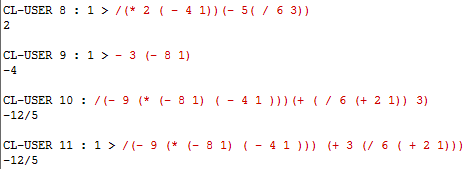 CL-USER 8 : 1 > /(* 2 ( - 4 1))(- 5( / 6 3))
2
CL-USER 9 : 1 > - 3 (- 8 1)
-4
CL-USER 10 : /(- 9 (* (- 8 1) ( - 4 1 )))(+ ( / 6 (+ 2 1)) 3)
-12/5
CL-USER 11 : 1 > /(- 9 (* (- 8 1) ( - 4 1 ))) (+ 3 (/ 6 ( + 2 1)))
-12/5